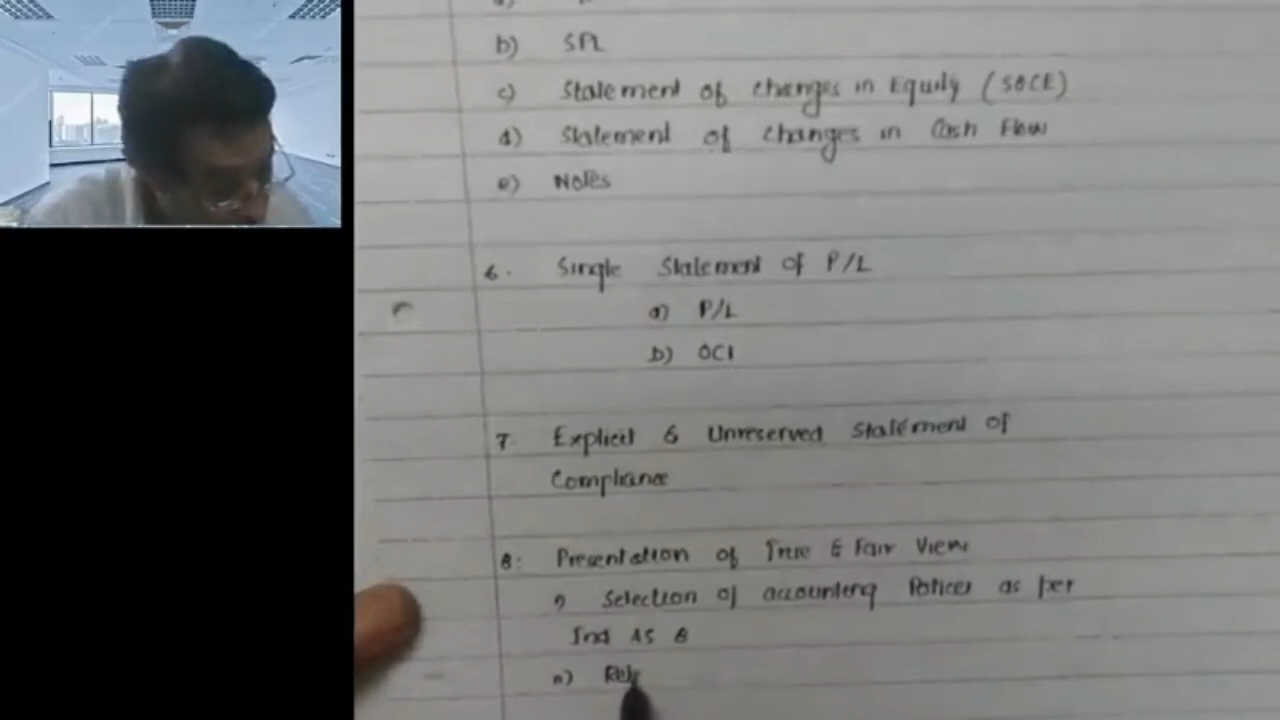 b) SPL
c) Statement of changes in Equity (SOCE)
d) Statement of changes in Cash Flow
e) Notes
6. Single Statement of P/L
a) P/L
b) OCI
7. Explicit & Unreserved Statement of
Compliance
8. Presentation of True & Fair View
i) Selection of accounting Policies as per
Ind AS 8
ii)